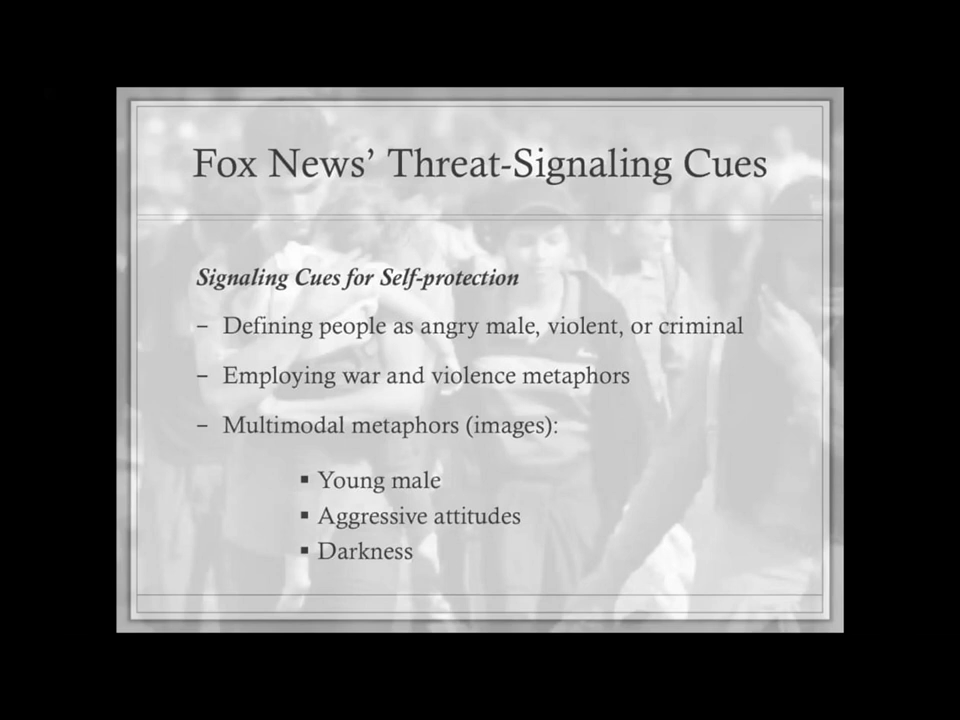 Fox News’ Threat-Signaling Cues
Signaling Cues for Self-protection
– Defining people as angry male, violent, or criminal
– Employing war and violence metaphors
– Multimodal metaphors (images):
▪ Young male
▪ Aggressive attitudes
▪ Darkness